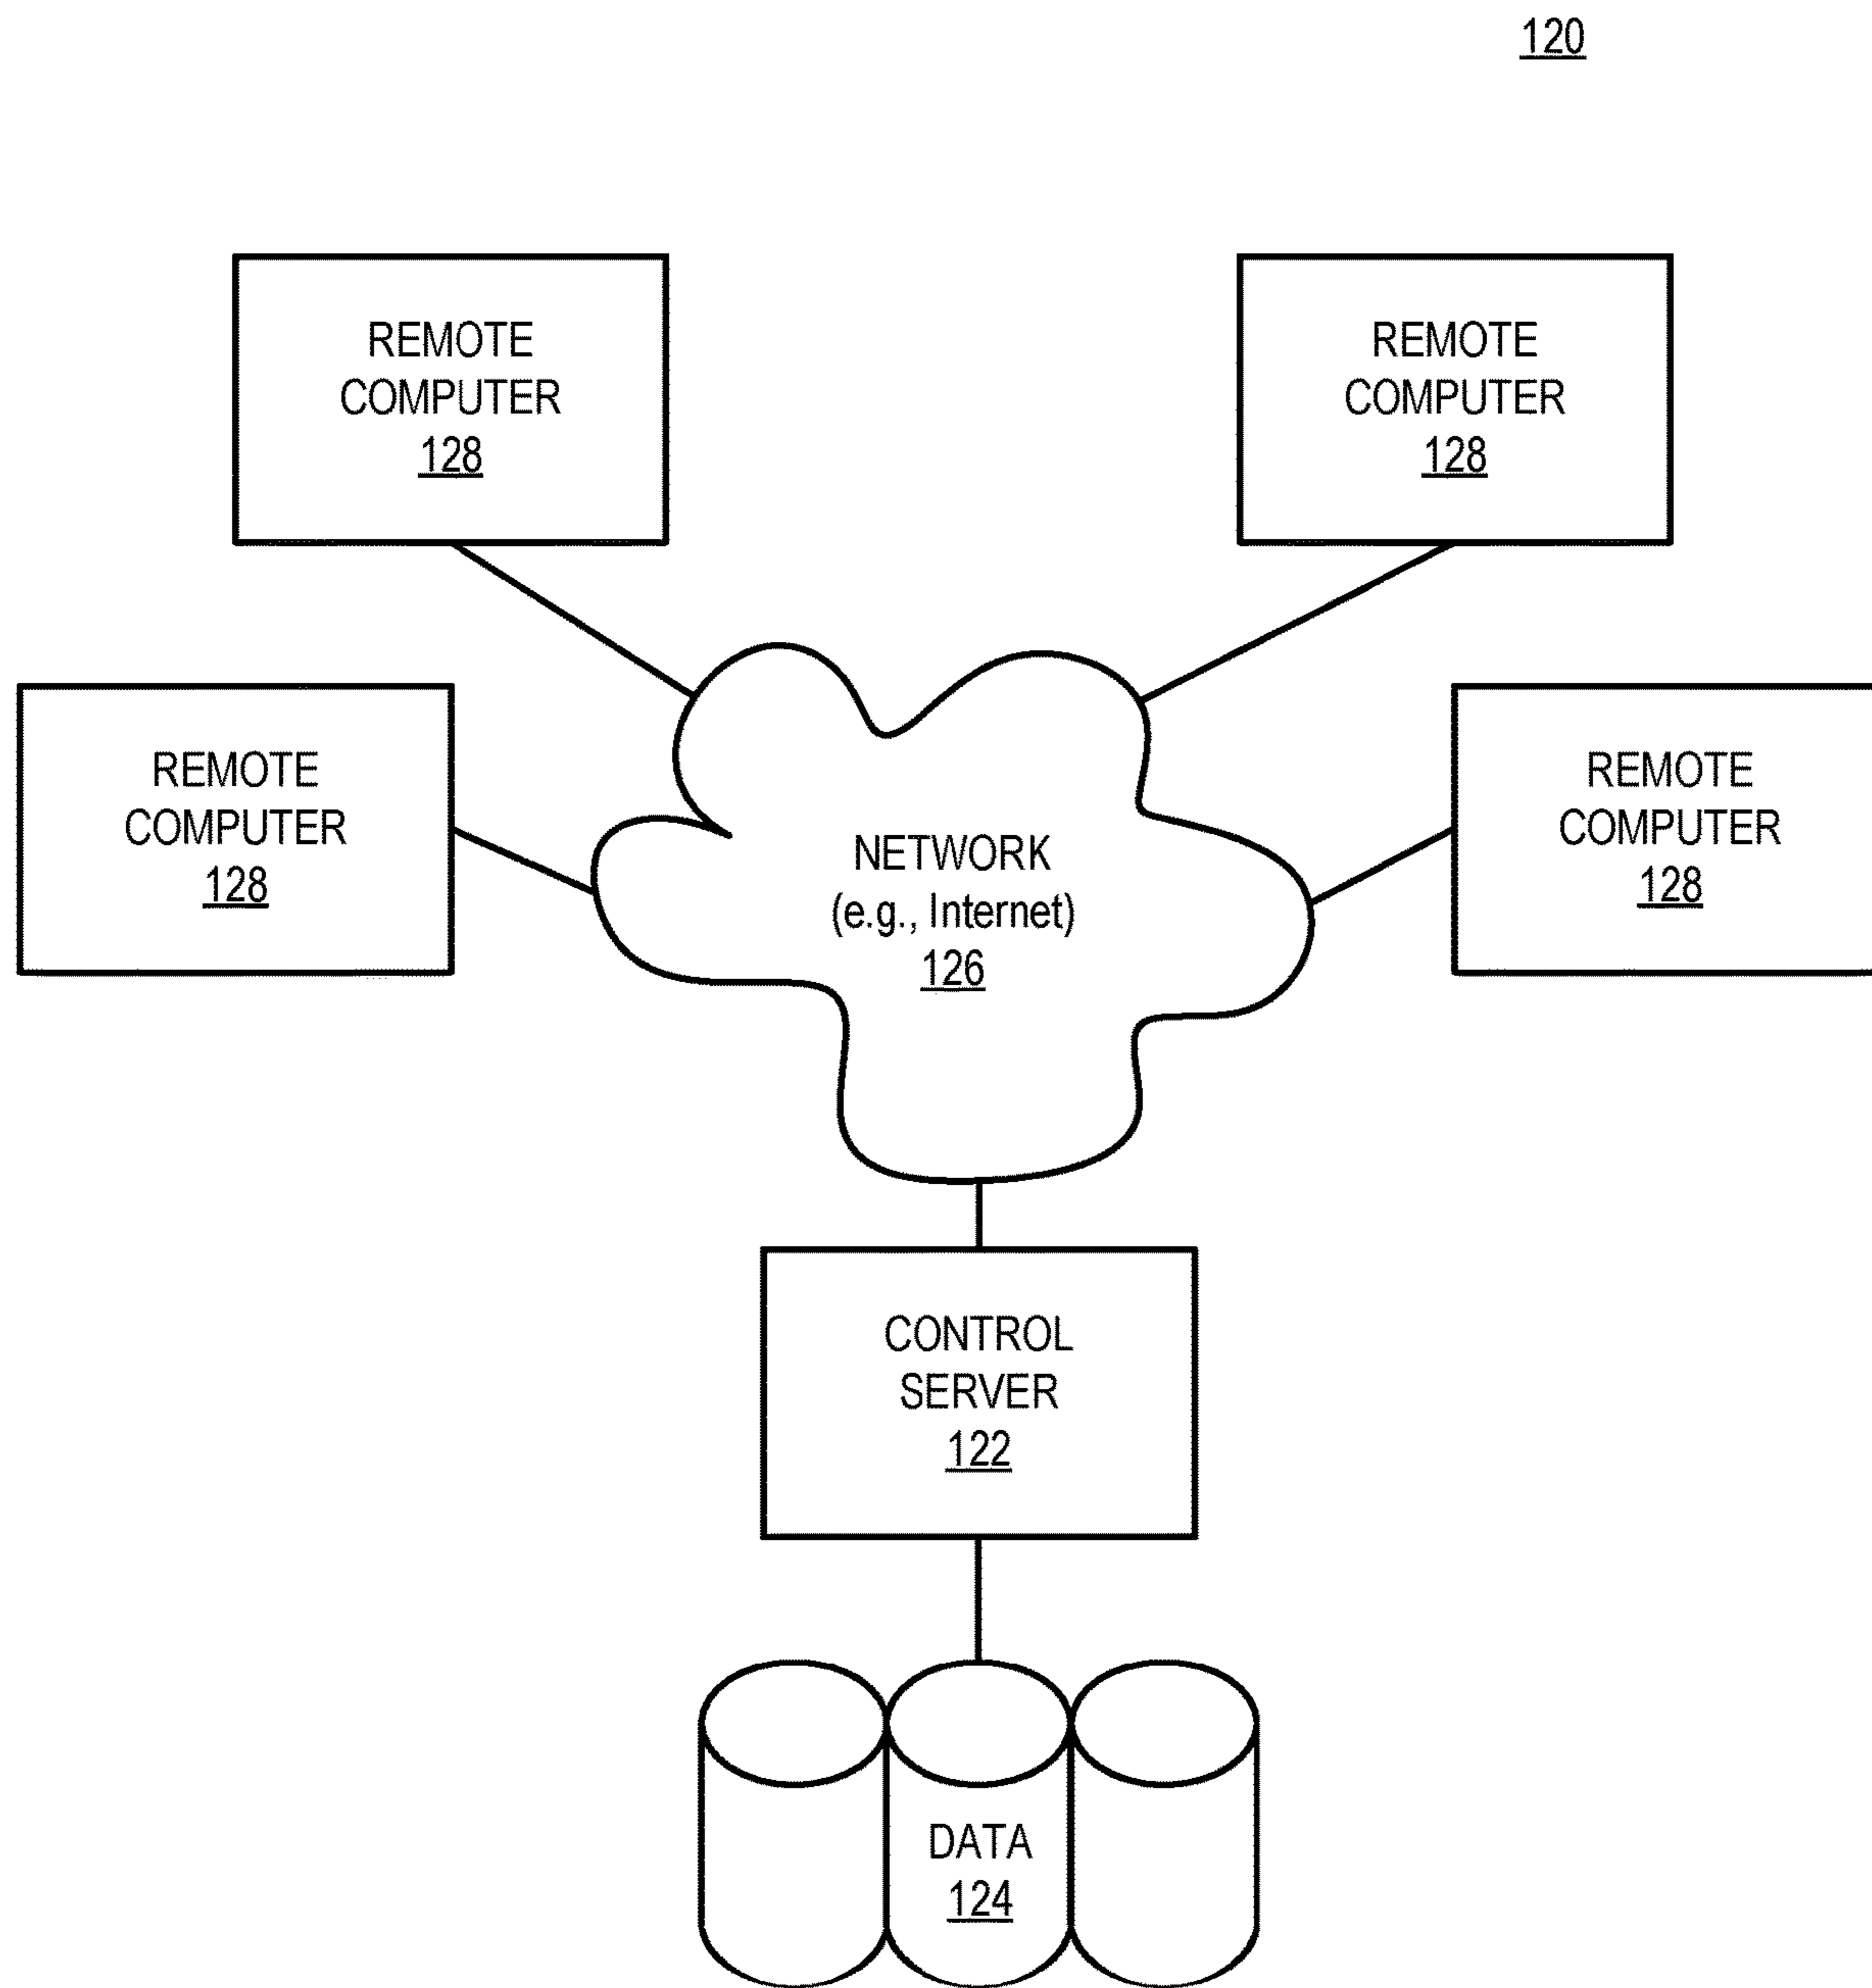 120
REMOTE
COMPUTER
128
REMOTE
COMPUTER
128
REMOTE
COMPUTER
128
NETWORK
(e.g., Internet)
126
REMOTE
COMPUTER
128
CONTROL
SERVER
122
DATA
124